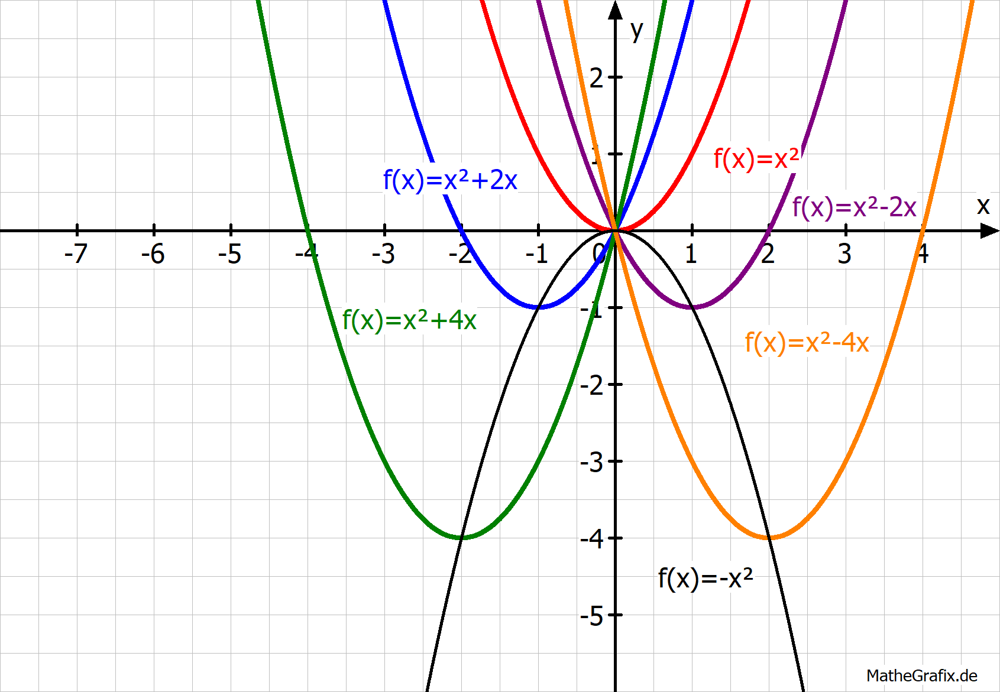 y
2
1
f(x)=x²
f(x)=x²+2x
f(x)=x²-2x
x
-7 -6 -5 -4 -3 -2 -1 0 1 2 3 4
-1
f(x)=x²+4x
f(x)=x²-4x
-2
-3
-4
f(x)=-x²
-5
MatheGrafix.de